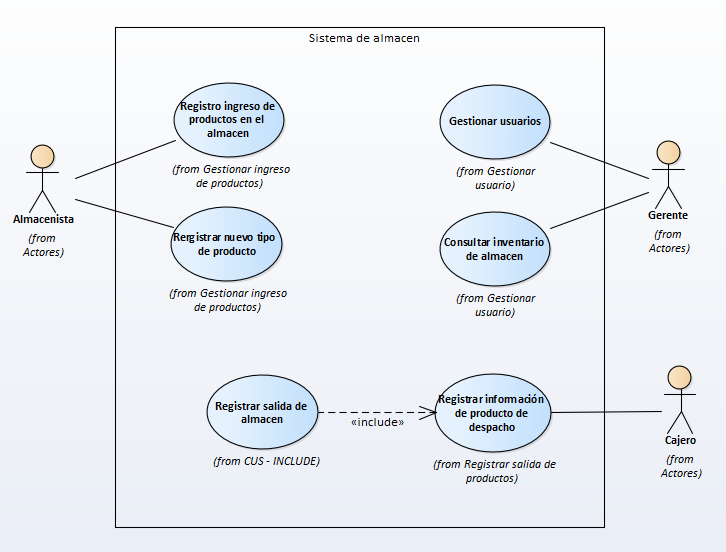 Sistema de almacen
Registro ingreso de
productos en el
almacen
(from Gestionar ingreso
de productos)
Gestionar usuarios
(from Gestionar
usuario)
Almacenista
(from
Actores)
Gerente
(from
Actores)
Rergistrar nuevo tipo
de producto
(from Gestionar ingreso
de productos)
Consultar inventario
de almacen
(from Gestionar
usuario)
Registrar salida de
almacen
(from CUS - INCLUDE)
«include»
Registrar información
de producto de
despacho
(from Registrar salida de
productos)
Cajero
(from
Actores)